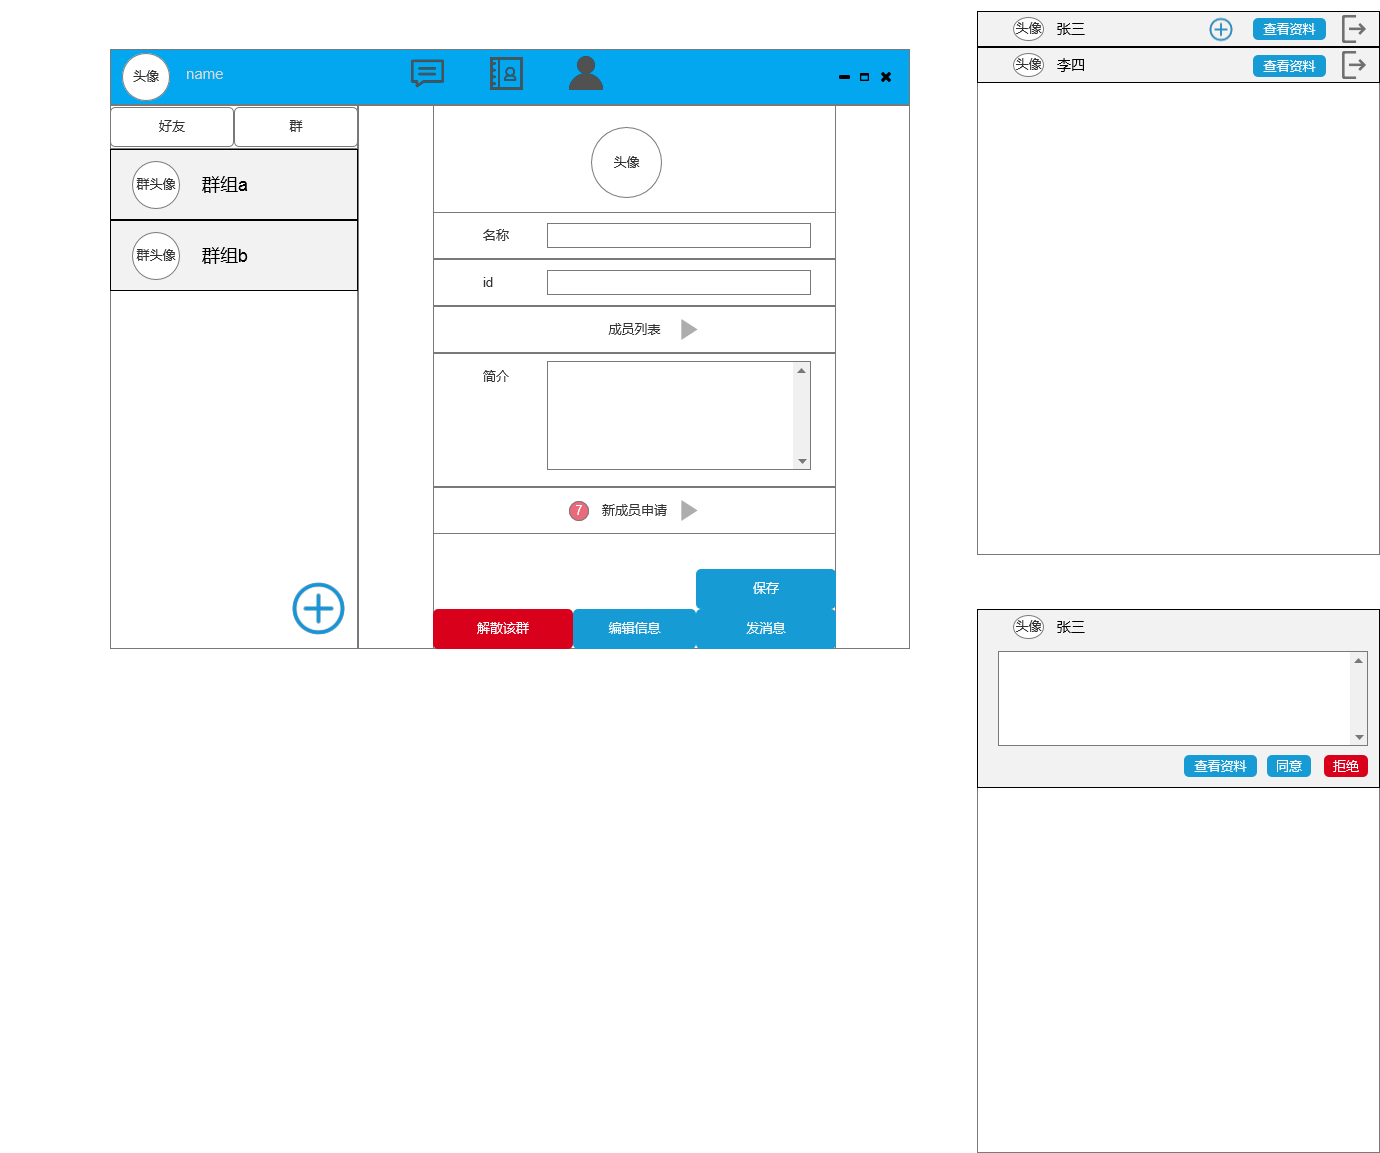 头像 name
好友 群
群头像 群组a
群头像 群组b
头像
名称
id
成员列表
简介
7 新成员申请
保存
解散该群 编辑信息 发消息
头像 张三 查看资料
头像 李四 查看资料
头像 张三
查看资料 同意 拒绝